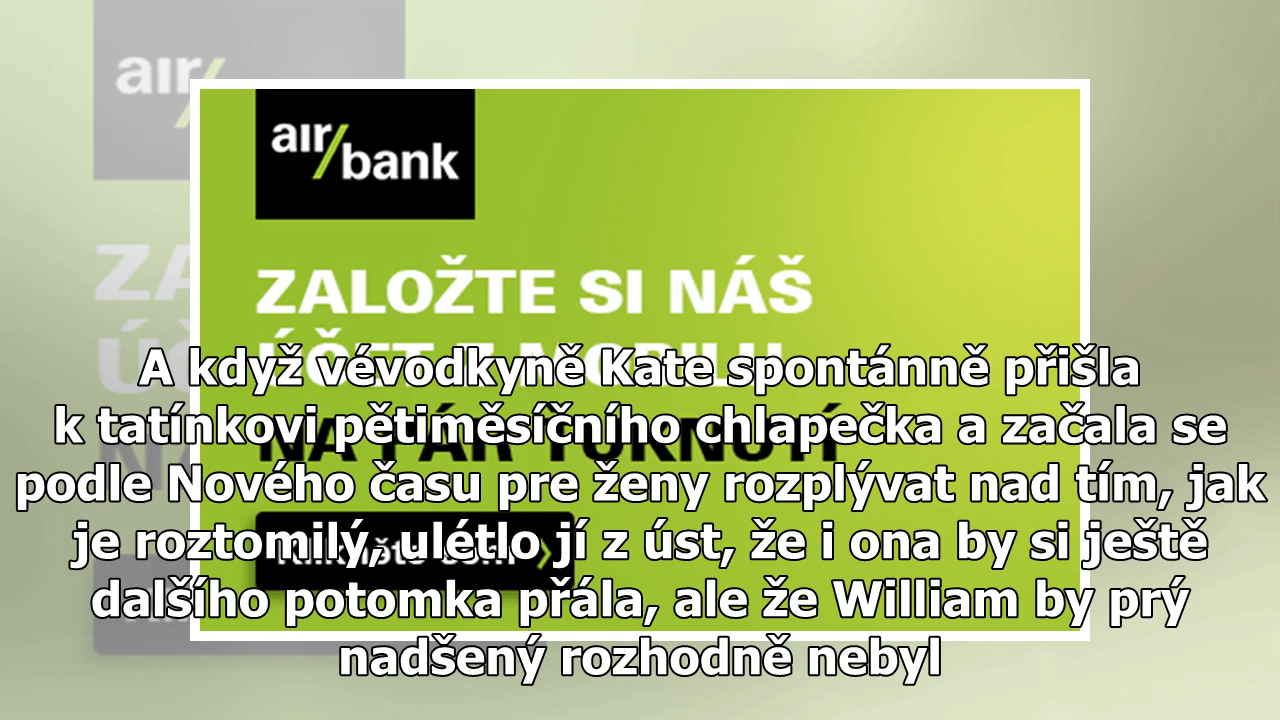 air
air/bank
ZALOŽTE SI NÁŠ
A když vévodkyně Kate spontánně přišla
k tatínkovi pětiměsíčního chlapečka a začala se
podle Nového času pre ženy rozplývat nad tím, jak
je roztomilý, ulétlo jí z úst, že i ona by si ještě
dalšího potomka přála, ale že William by prý
nadšený rozhodně nebyl